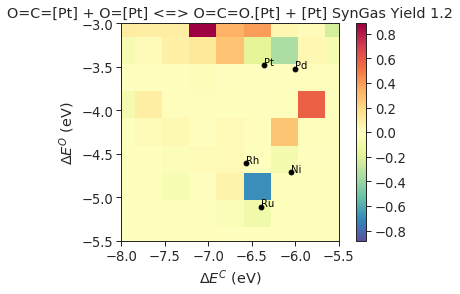 O=C=[Pt] + O=[Pt] <=> O=C=O.[Pt] + [Pt] SynGas Yield 1.2
−3.0
−3.5
−4.0
−4.5
−5.0
−5.5
ΔE^O (eV)
Pt
Pd
Rh
Ni
Ru
−8.0 −7.5 −7.0 −6.5 −6.0 −5.5
ΔE^C (eV)
0.8
0.6
0.4
0.2
0.0
−0.2
−0.4
−0.6
−0.8